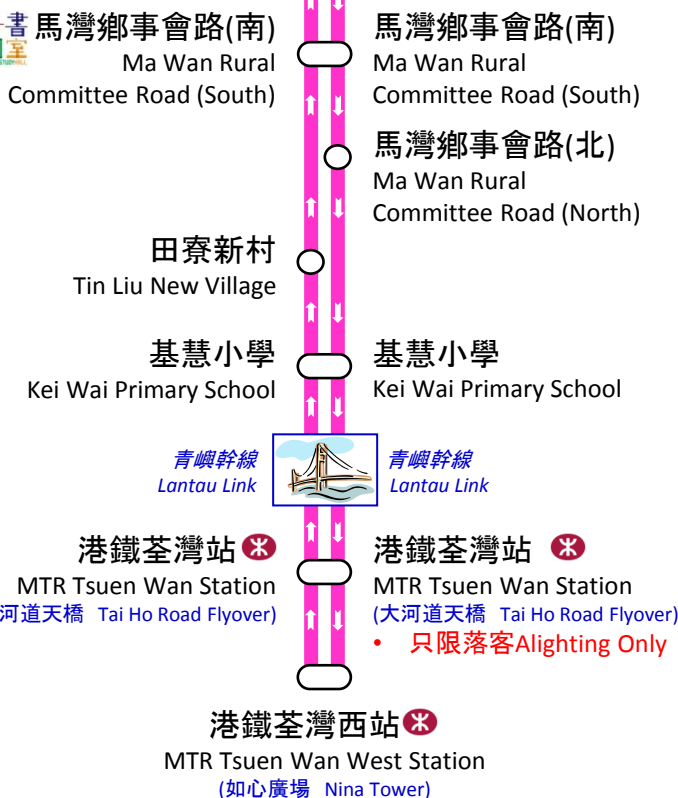 書室
STUDYHALL
馬灣鄉事會路(南)
Ma Wan Rural
Committee Road (South)
馬灣鄉事會路(南)
Ma Wan Rural
Committee Road (South)
馬灣鄉事會路(北)
Ma Wan Rural
Committee Road (North)
田寮新村
Tin Liu New Village
基慧小學
Kei Wai Primary School
基慧小學
Kei Wai Primary School
青嶼幹線
Lantau Link
青嶼幹線
Lantau Link
港鐵荃灣站
MTR Tsuen Wan Station
河道天橋 Tai Ho Road Flyover)
港鐵荃灣站
MTR Tsuen Wan Station
(大河道天橋 Tai Ho Road Flyover)
• 只限落客Alighting Only
港鐵荃灣西站
MTR Tsuen Wan West Station
(如心廣場 Nina Tower)